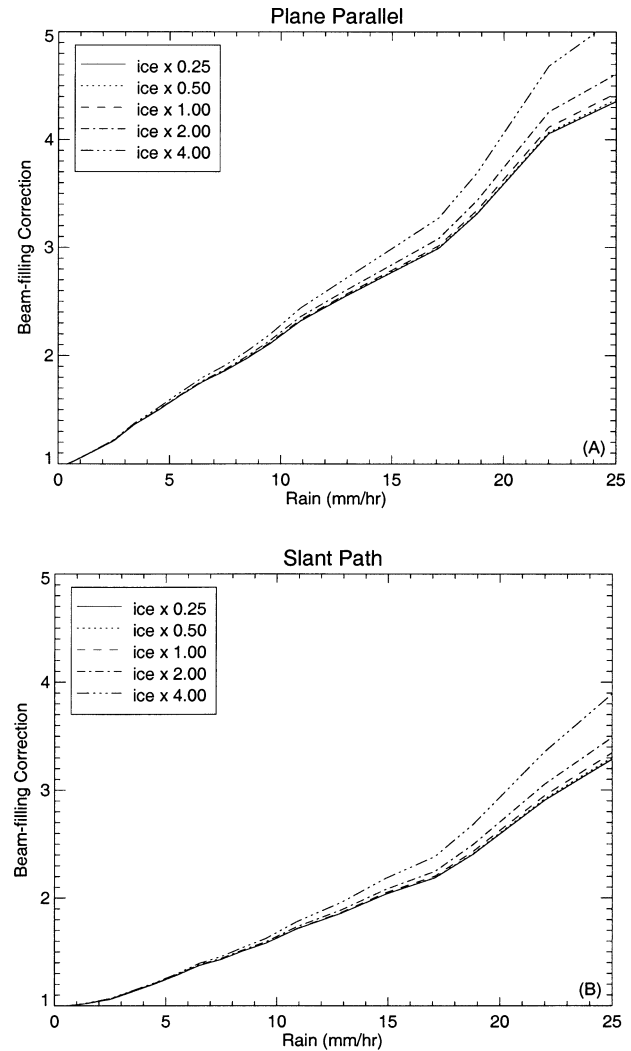 Plane Parallel
5
ice x 0.25
ice x 0.50
ice x 1.00
ice x 2.00
ice x 4.00
4
3
2
1
Beam-filling Correction
(A)
0 5 10 15 20 25
Rain (mm/hr)
Slant Path
5
ice x 0.25
ice x 0.50
ice x 1.00
ice x 2.00
ice x 4.00
4
3
2
1
Beam-filling Correction
(B)
0 5 10 15 20 25
Rain (mm/hr)